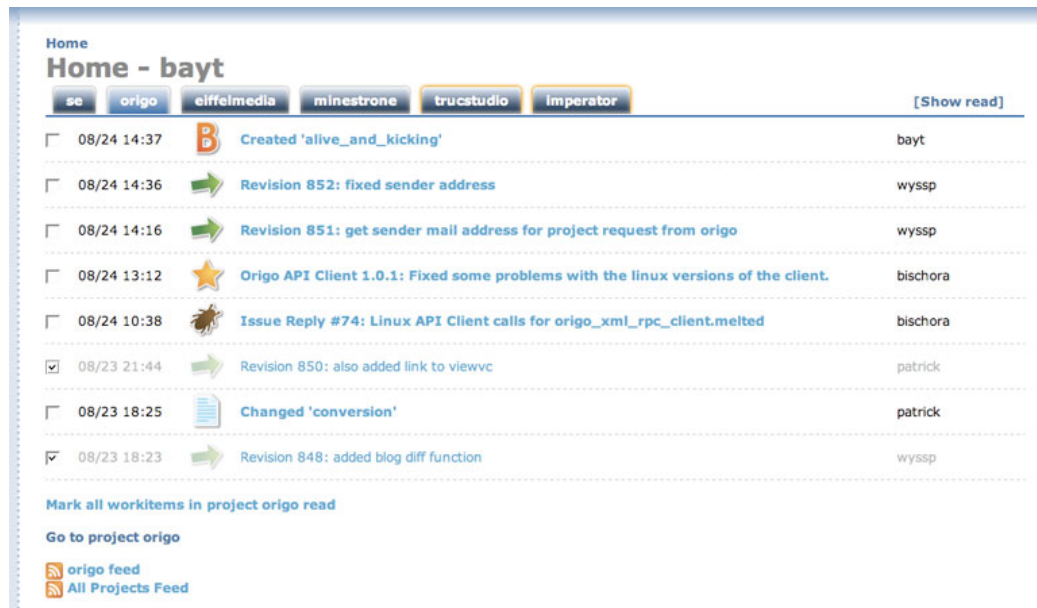 Home
Home - bayt
se origo eiffelmedia minestrone trucstudio imperator [Show read]
08/24 14:37 B Created 'alive_and_kicking' bayt
08/24 14:36 Revision 852: fixed sender address wyssp
08/24 14:16 Revision 851: get sender mail address for project request from origo wyssp
08/24 13:12 Origo API Client 1.0.1: Fixed some problems with the linux versions of the client. bischora
08/24 10:38 Issue Reply #74: Linux API Client calls for origo_xml_rpc_client.melted bischora
08/23 21:44 Revision 850: also added link to viewvc patrick
08/23 18:25 Changed 'conversion' patrick
08/23 18:23 Revision 848: added blog diff function wyssp
Mark all workitems in project origo read
Go to project origo
origo feed
All Projects Feed